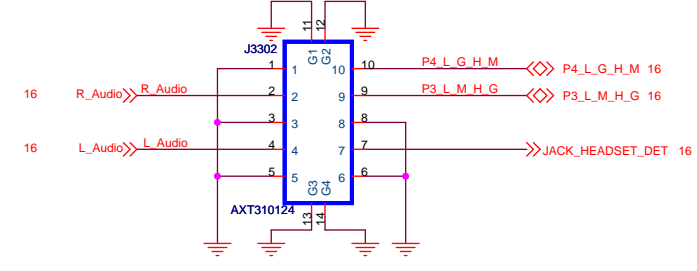 11 12
J3302 G1 G2
1 1 10 10 P4_L_G_H_M P4_L_G_H_M 16
16 R_Audio R_Audio 2 2 9 9 P3_L_M_H_G P3_L_M_H_G 16
3 3 8 8
16 L_Audio L_Audio 4 4 7 7 JACK_HEADSET_DET 16
5 5 6 6
G3 G4
AXT310124
13 14